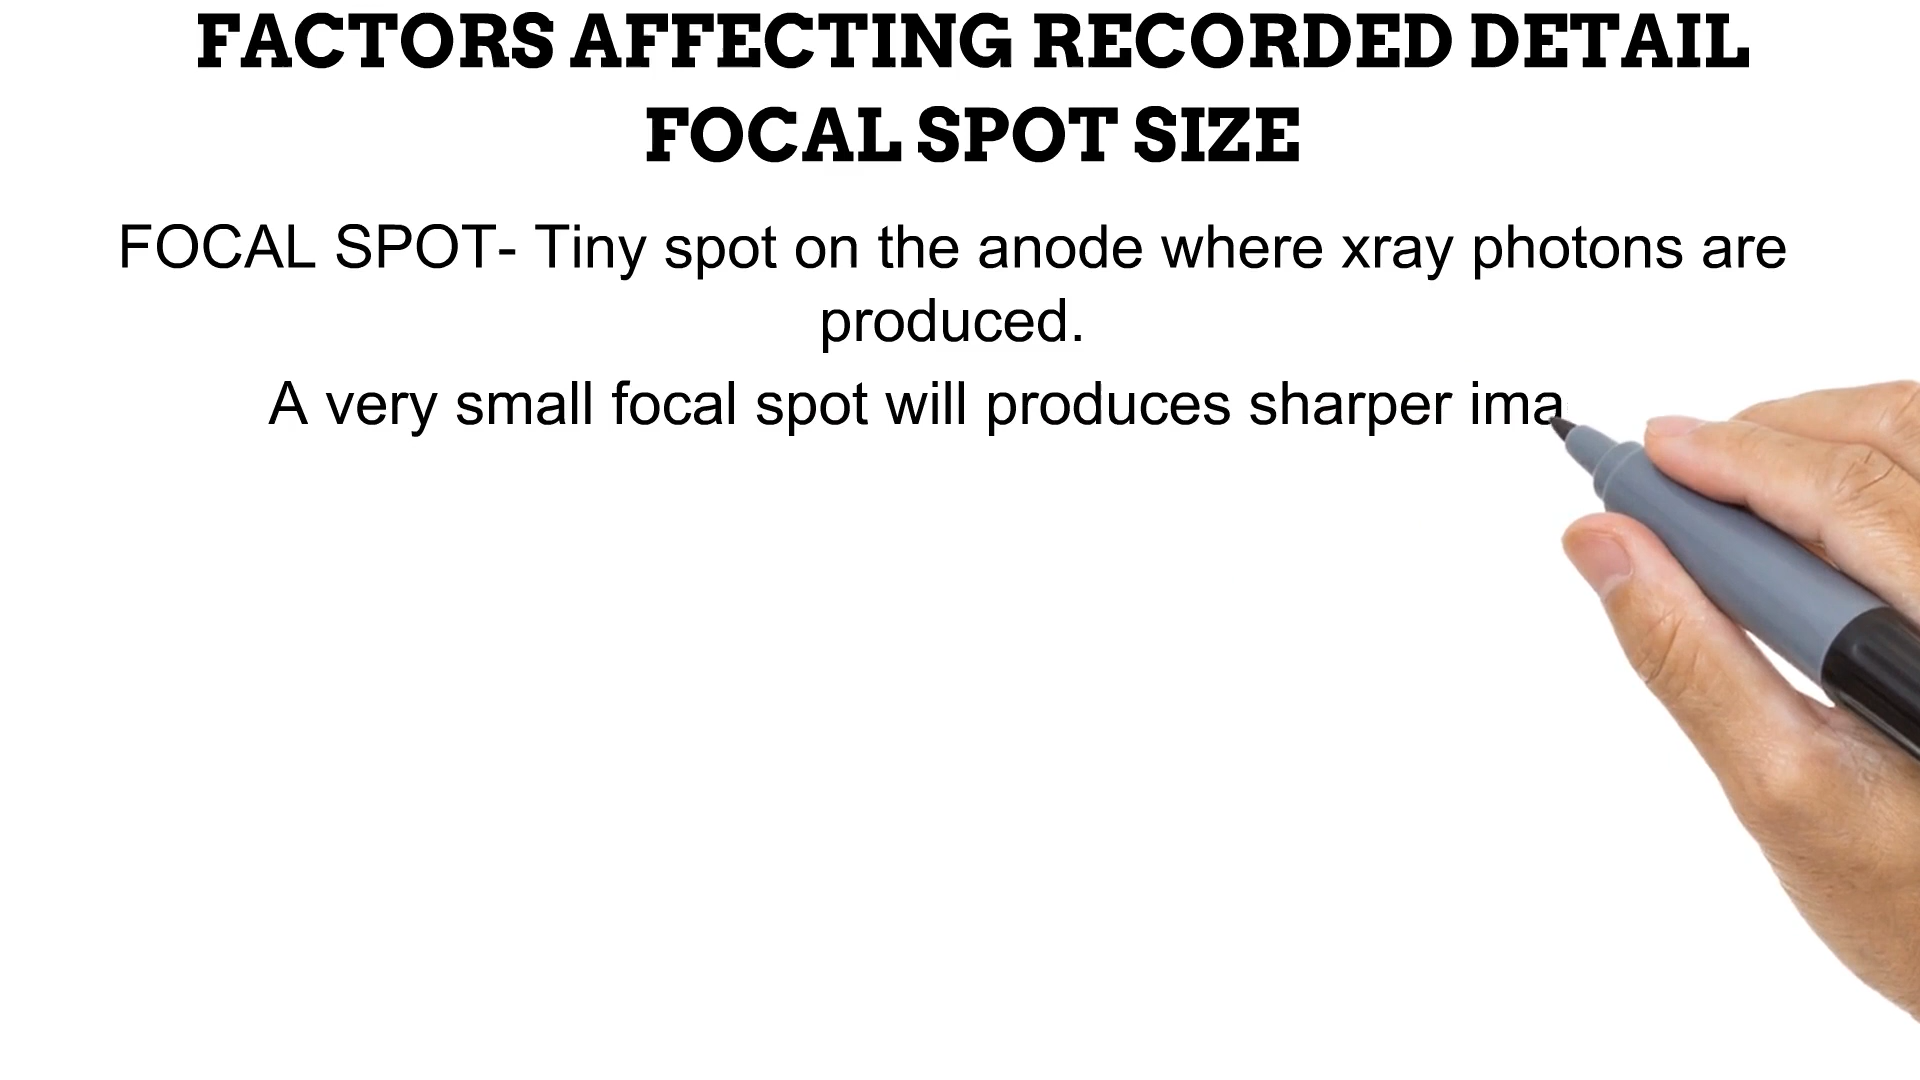 FACTORS AFFECTING RECORDED DETAIL
FOCAL SPOT SIZE
FOCAL SPOT- Tiny spot on the anode where xray photons are
produced.
A very small focal spot will produces sharper ima